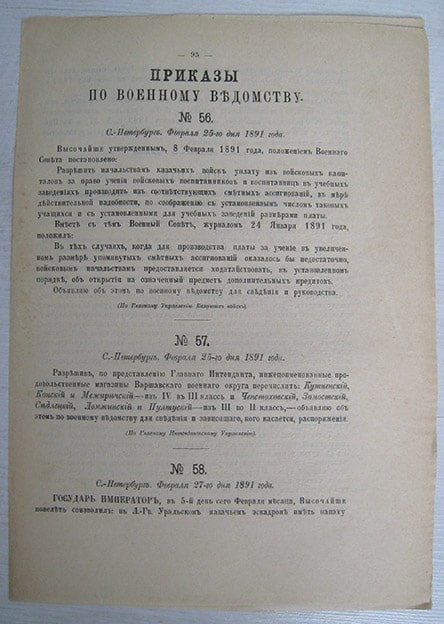 — 95 —
ПРИКАЗЫ
ПО ВОЕННОМУ ВѢДОМСТВУ.
№ 56.
С.-Петербургъ. Февраля 25-го дня 1891 года.
Высочайше утвержденнымъ, 8 Февраля 1891 года, положеніемъ Военнаго
Совѣта постановлено:
Разрѣшить начальствамъ казачьихъ войскъ уплату изъ войсковыхъ капи-
таловъ за право ученія войсковыхъ воспитанниковъ и воспитанницъ въ учебныхъ
заведеніяхъ производить изъ соотвѣтствующихъ смѣтныхъ ассигнованій, въ мѣрѣ
дѣйствительной надобности, по соображенію съ установленнымъ числомъ таковыхъ
учащихся и съ установленными для учебныхъ заведеній размѣрами платы.
Вмѣстѣ съ тѣмъ Военный Совѣтъ, журналомъ 24 Января 1891 года,
положилъ:
Въ тѣхъ случаяхъ, когда для производства платы за ученіе въ увеличен-
номъ размѣрѣ упомянутыхъ смѣтныхъ ассигнованій оказалось бы недостаточно,
войсковымъ начальствамъ предоставляется ходатайствовать, въ установленномъ
порядкѣ, объ открытіи на означенный предметъ дополнительныхъ кредитовъ.
Объявляю объ этомъ по военному вѣдомству для свѣдѣнія и руководства.
(По Главному Управленію Казачьихъ войскъ).
№ 57.
С.-Петербургъ. Февраля 25-го дня 1891 года.
Разрѣшивъ, по представленію Главнаго Интенданта, нижепоименованные про-
довольственные магазины Варшавскаго военнаго округа перечислить: Кутненскій,
Конскій и Межиричскій—изъ IV въ III классъ и Ченстоховскій, Замостскій,
Сѣдлецкій, Ломжинскій и Пултускій—изъ III во II классъ,—объявляю объ
этомъ по военному вѣдомству для свѣдѣнія и зависящаго, кого касается, распоряженія.
(По Главному Интендантскому Управленію).
№ 58.
С.-Петербургъ. Февраля 27-го дня 1891 года.
ГОСУДАРЬ ИМПЕРАТОРЪ, въ 5-й день сего Февраля мѣсяца, Высочайше
повелѣть соизволилъ: въ Л.-Гв. Уральскомъ казачьемъ эскадронѣ имѣть папаху